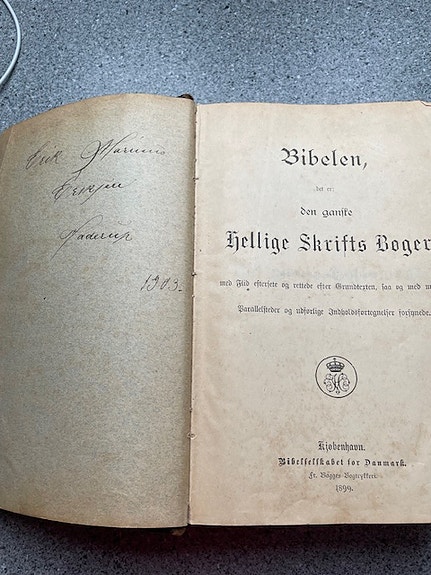 Erik Marinus
1903.
Bibelen,
det er:
den ganske
Hellige Skrifts Bøger
med Flid efterseete og rettede efter Grundtexten, saa og med
Parallelsteder og udførlige Indholdsfortegnelser forsynede.
Kjøbenhavn.
Bibelselskabet for Danmark.
Fr. Bagges Bogtrykkeri.
1899.